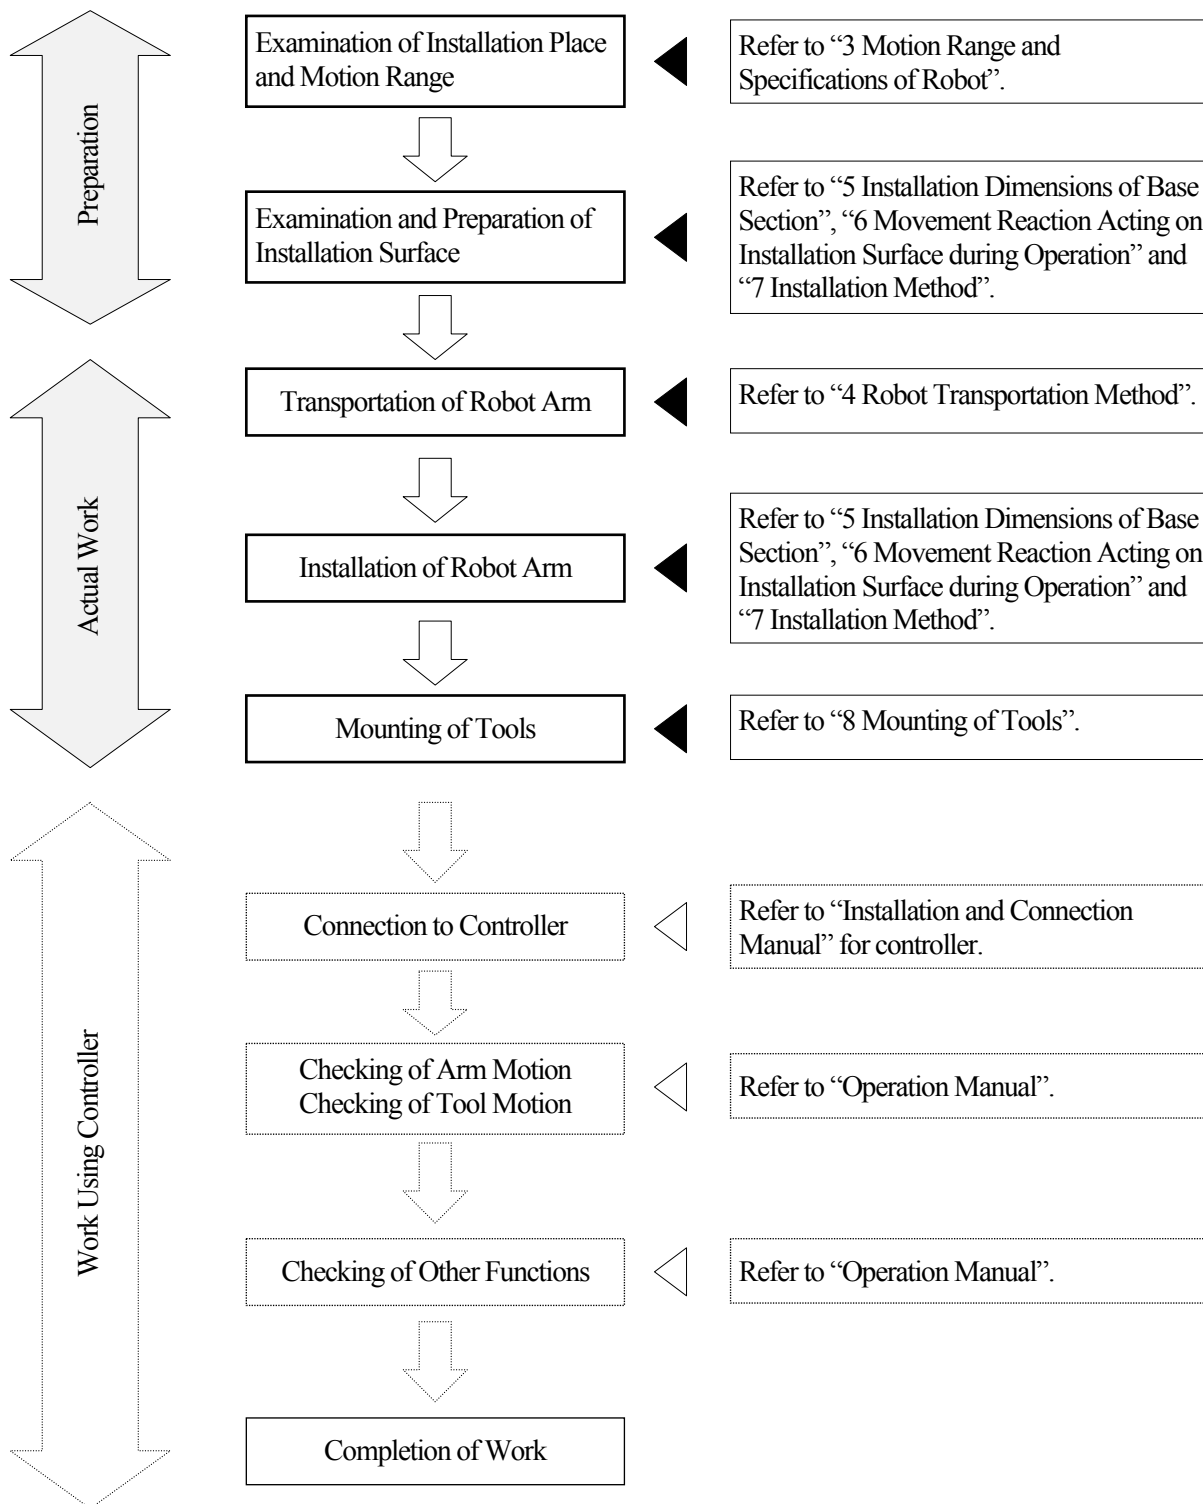 Preparation
Examination of Installation Place
and Motion Range
Refer to “3 Motion Range and
Specifications of Robot”.
Examination and Preparation of
Installation Surface
Refer to “5 Installation Dimensions of Base
Section”, “6 Movement Reaction Acting on
Installation Surface during Operation” and
“7 Installation Method”.
Actual Work
Transportation of Robot Arm
Refer to “4 Robot Transportation Method”.
Installation of Robot Arm
Refer to “5 Installation Dimensions of Base
Section”, “6 Movement Reaction Acting on
Installation Surface during Operation” and
“7 Installation Method”.
Mounting of Tools
Refer to “8 Mounting of Tools”.
Work Using Controller
Connection to Controller
Refer to “Installation and Connection
Manual” for controller.
Checking of Arm Motion
Checking of Tool Motion
Refer to “Operation Manual”.
Checking of Other Functions
Refer to “Operation Manual”.
Completion of Work